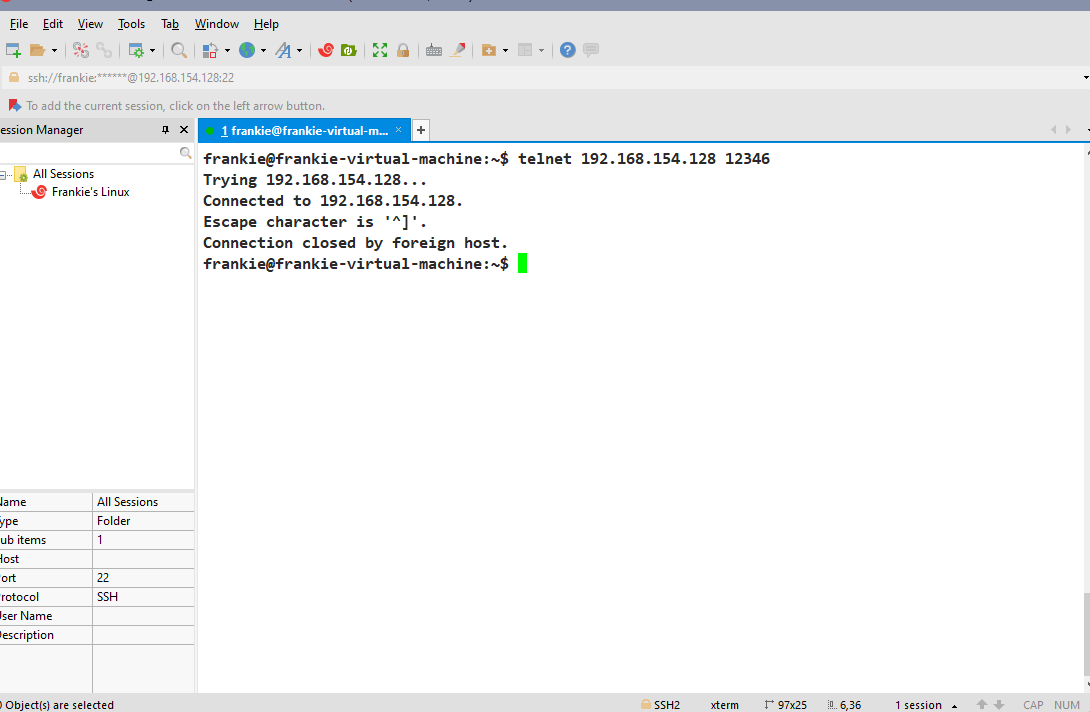 File Edit View Tools Tab Window Help
ssh://frankie:******@192.168.154.128:22
To add the current session, click on the left arrow button.
ession Manager
1 frankie@frankie-virtual-m...
All Sessions
Frankie's Linux
frankie@frankie-virtual-machine:~$ telnet 192.168.154.128 12346
Trying 192.168.154.128...
Connected to 192.168.154.128.
Escape character is '^]'.
Connection closed by foreign host.
frankie@frankie-virtual-machine:~$
Name All Sessions
ype Folder
ub items 1
Host
ort 22
rotocol SSH
User Name
Description
0 Object(s) are selected
SSH2 xterm 97x25 6,36 1 session CAP NUM